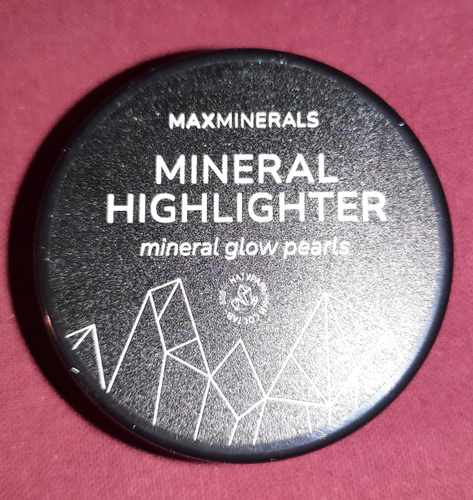 MAXMINERALS
MINERAL
HIGHLIGHTER
mineral glow pearls